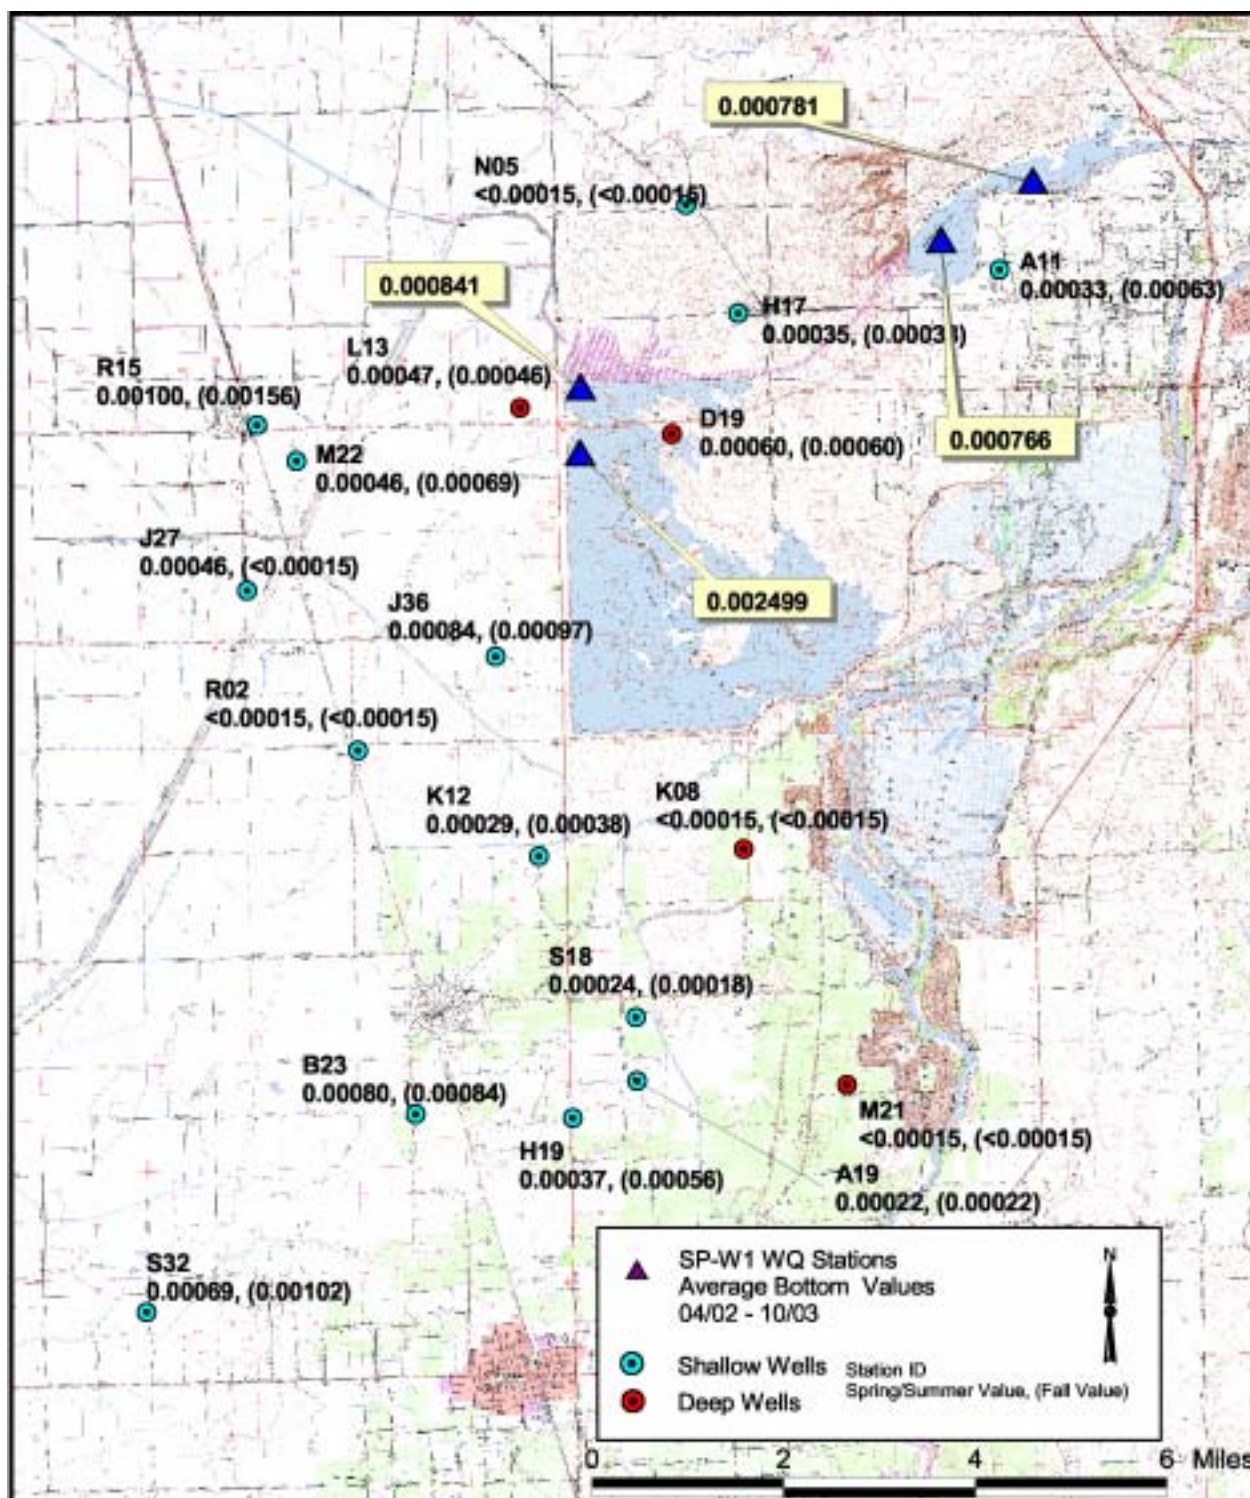 0.000781
N05
<0.00015, (<0.00015)
A11
0.00033, (0.00063)
0.000841
H17
0.00035, (0.00033)
L13
0.00047, (0.00046)
R15
0.00100, (0.00156)
D19
0.00060, (0.00060)
0.000766
M22
0.00046, (0.00069)
J27
0.00046, (<0.00015)
0.002499
J36
0.00084, (0.00097)
R02
<0.00015, (<0.00015)
K12
0.00029, (0.00038)
K08
<0.00015, (<0.00015)
S18
0.00024, (0.00018)
B23
0.00080, (0.00084)
M21
<0.00015, (<0.00015)
H19
0.00037, (0.00056)
A19
0.00022, (0.00022)
S32
0.00069, (0.00102)
SP-W1 WQ Stations
Average Bottom Values
04/02 - 10/03
N
Shallow Wells
Deep Wells
Station ID
Spring/Summer Value, (Fall Value)
0 2 4 6 Miles